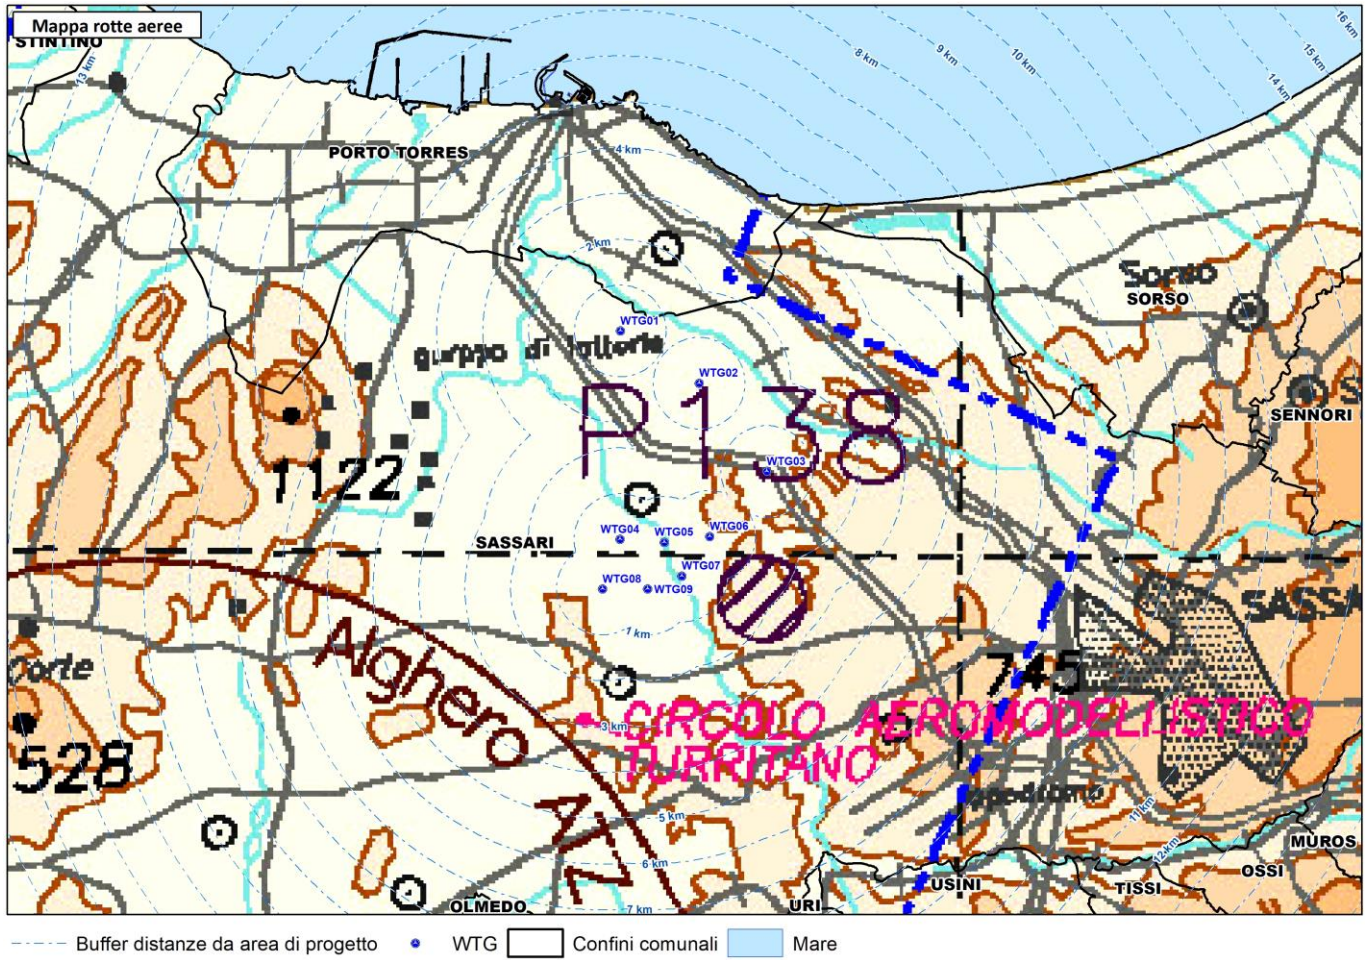 Mappa rotte aeree
STINTINO
13 km
8 km
9 km
10 km
14 km
15 km
16 km
PORTO TORRES
4 km
2 km
Sorso
SORSO
WTG01
WTG02
SENNORI
P138
WTG03
1122
WTG04
WTG05
WTG06
SASSARI
WTG07
WTG08
WTG09
SASSA
1 km
Alghero
ATZ
745
3 km
CIRCOLO AEROMODELLISTICO
TURRITANO
528
5 km
6 km
7 km
11 km
12 km
MUROS
OSSI
TISSI
USINI
URI
OLMEDO
Buffer distanze da area di progetto
WTG
Confini comunali
Mare